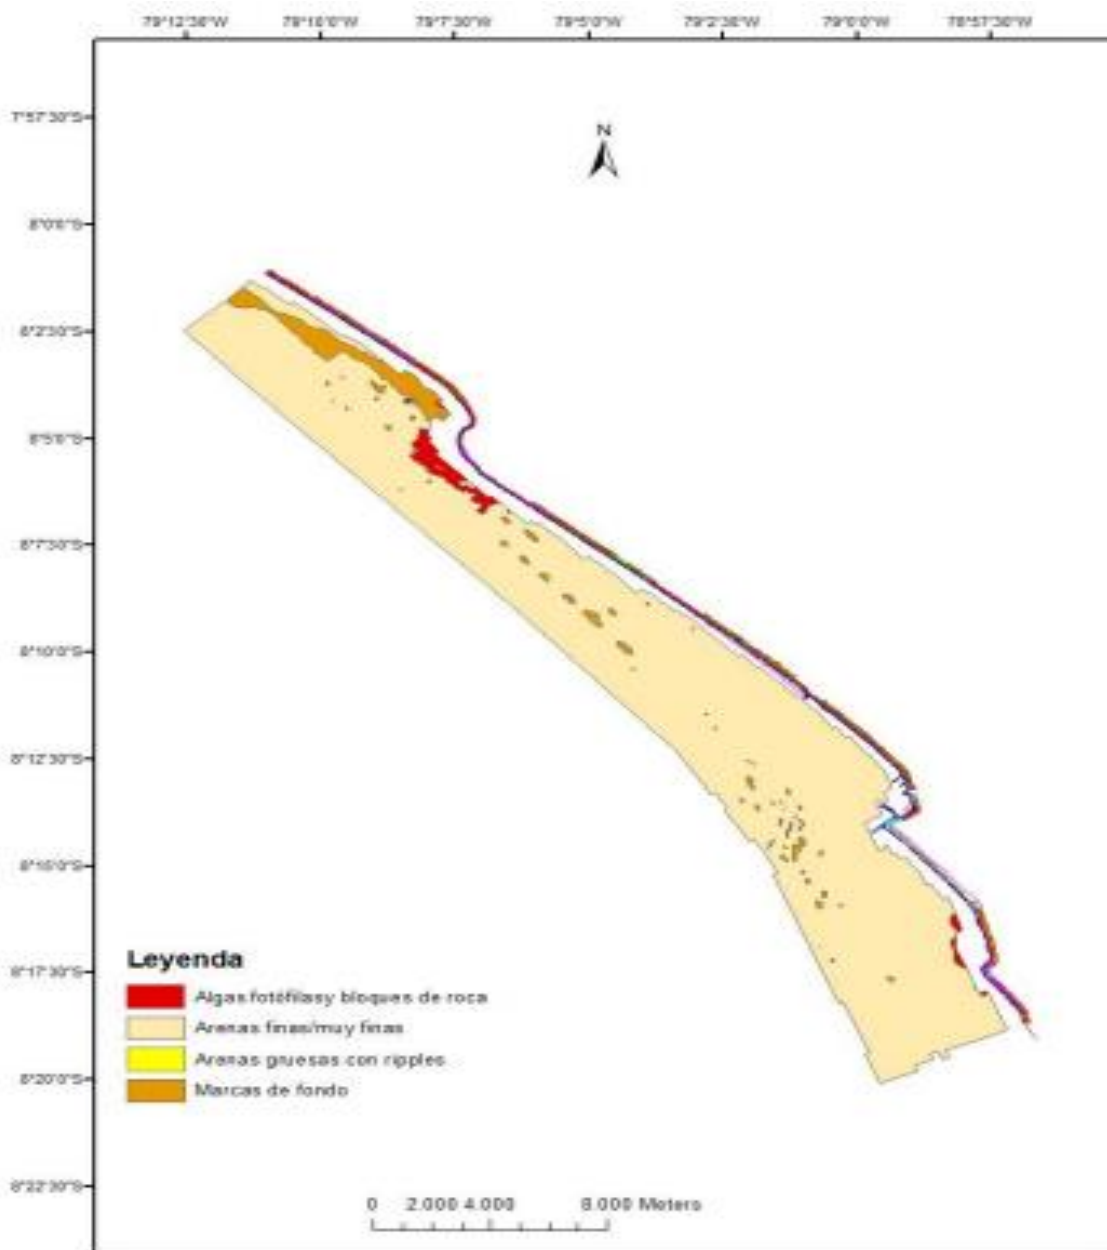 79°12'30"W 79°10'0"W 79°7'30"W 79°5'0"W 79°2'30"W 79°0'0"W 78°57'30"W
7°57'30"S
N
8°0'0"S
8°2'30"S
8°5'0"S
8°7'30"S
8°10'0"S
8°12'30"S
8°15'0"S
8°17'30"S
8°20'0"S
8°22'30"S
Leyenda
Algas fotófilasy bloques de roca
Arenas finas/muy finas
Arenas gruesas con ripples
Marcas de fondo
0 2.000 4.000 8.000 Meters